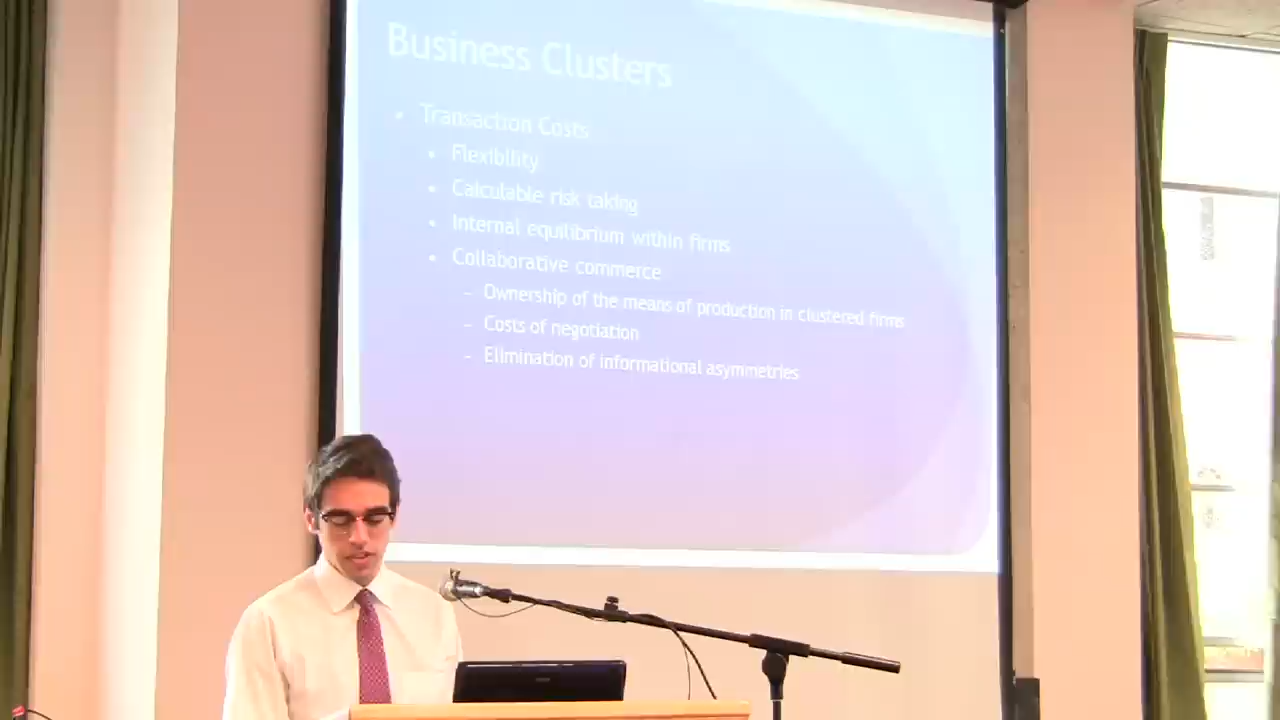 Business Clusters
• Transaction Costs
• Flexibility
• Calculable risk taking
• Internal equilibrium within firms
• Collaborative commerce
– Ownership of the means of production in clustered firms
– Costs of negotiation
– Elimination of informational asymmetries